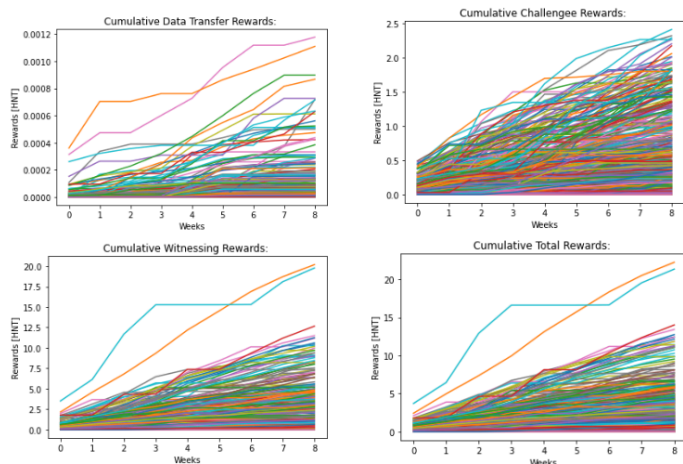 Cumulative Data Transfer Rewards:
Rewards [HNT]
0.0012
0.0010
0.0008
0.0006
0.0004
0.0002
0.0000
0 1 2 3 4 5 6 7 8
Weeks
Cumulative Challengee Rewards:
Rewards [HNT]
2.5
2.0
1.5
1.0
0.5
0.0
0 1 2 3 4 5 6 7 8
Weeks
Cumulative Witnessing Rewards:
Rewards [HNT]
20.0
17.5
15.0
12.5
10.0
7.5
5.0
2.5
0.0
0 1 2 3 4 5 6 7 8
Weeks
Cumulative Total Rewards:
Rewards [HNT]
20
15
10
5
0
0 1 2 3 4 5 6 7 8
Weeks